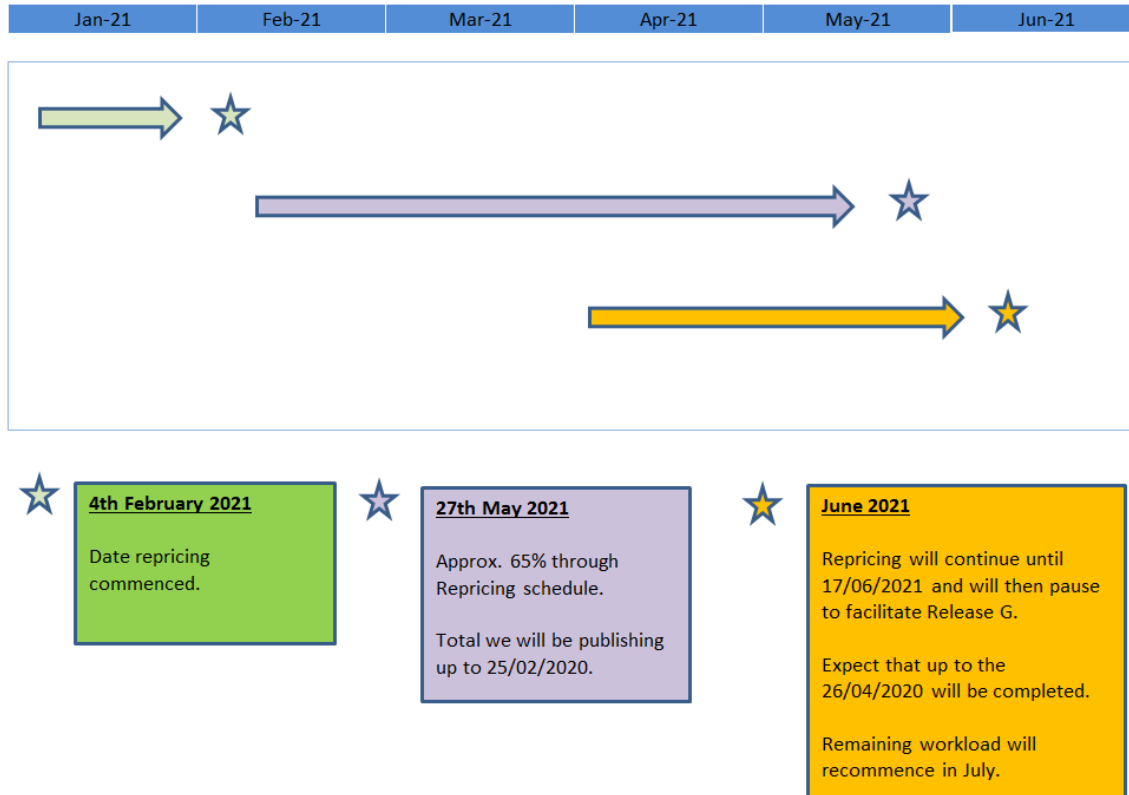 Jan-21
Feb-21
Mar-21
Apr-21
May-21
Jun-21
4th February 2021
Date repricing
commenced.
27th May 2021
Approx. 65% through
Repricing schedule.
Total we will be publishing
up to 25/02/2020.
June 2021
Repricing will continue until
17/06/2021 and will then pause
to facilitate Release G.
Expect that up to the
26/04/2020 will be completed.
Remaining workload will
recommence in July.